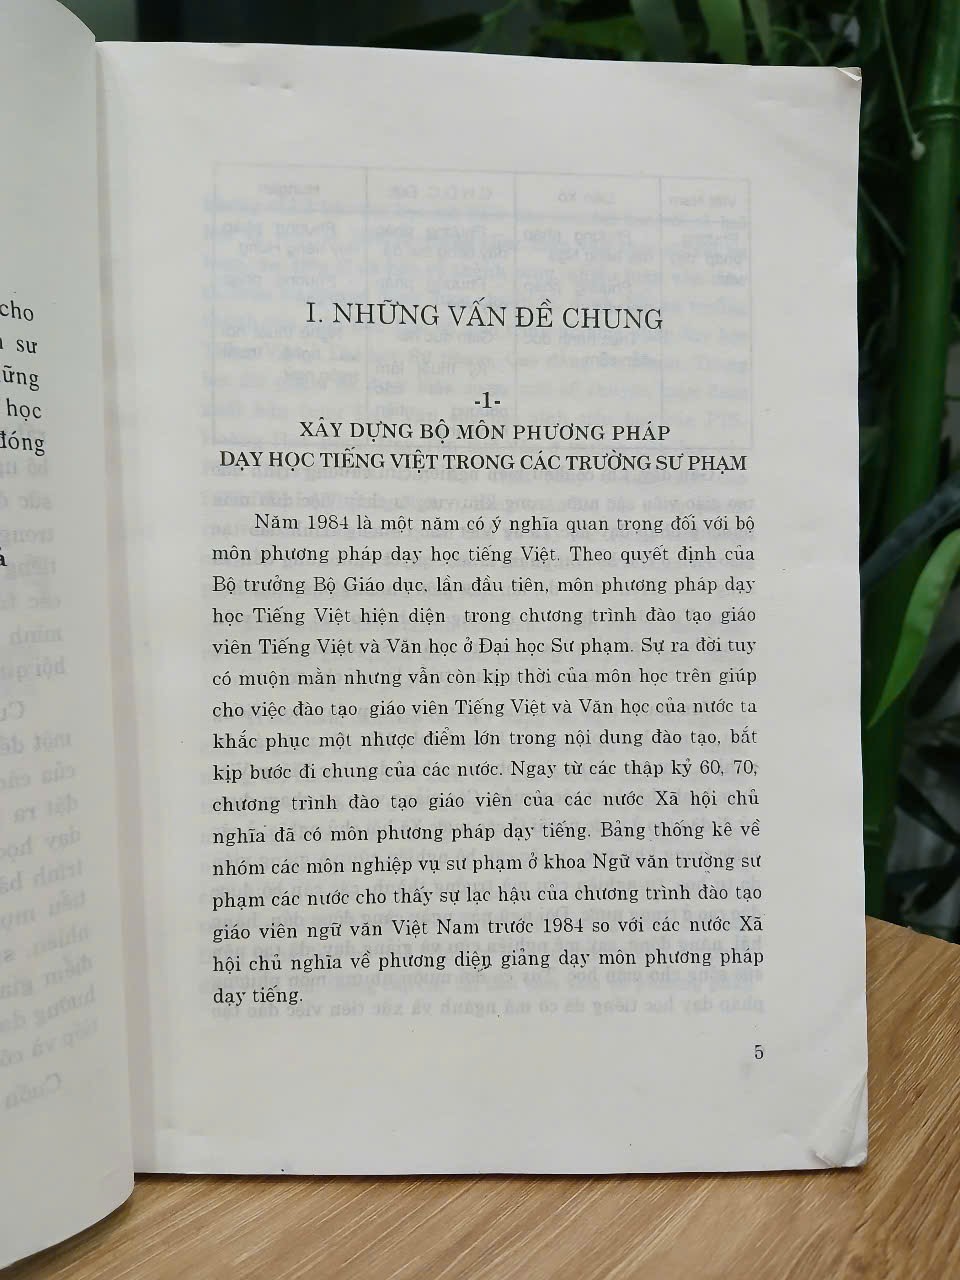 cho
sư
ững
học
đóng
I. NHỮNG VẤN ĐỀ CHUNG
-1-
XÂY DỰNG BỘ MÔN PHƯƠNG PHÁP
DẠY HỌC TIẾNG VIỆT TRONG CÁC TRƯỜNG SƯ PHẠM
Năm 1984 là một năm có ý nghĩa quan trọng đối với bộ
môn phương pháp dạy học tiếng Việt. Theo quyết định của
Bộ trưởng Bộ Giáo dục, lần đầu tiên, môn phương pháp dạy
học Tiếng Việt hiện diện trong chương trình đào tạo giáo
viên Tiếng Việt và Văn học ở Đại học Sư phạm. Sự ra đời tuy
có muộn mằn nhưng vẫn còn kịp thời của môn học trên giúp
cho việc đào tạo giáo viên Tiếng Việt và Văn học của nước ta
khắc phục một nhược điểm lớn trong nội dung đào tạo, bắt
kịp bước đi chung của các nước. Ngay từ các thập kỷ 60, 70,
chương trình đào tạo giáo viên của các nước Xã hội chủ
nghĩa đã có môn phương pháp dạy tiếng. Bảng thống kê về
nhóm các môn nghiệp vụ sư phạm ở khoa Ngữ văn trường sư
phạm các nước cho thấy sự lạc hậu của chương trình đào tạo
giáo viên ngữ văn Việt Nam trước 1984 so với các nước Xã
hội chủ nghĩa về phương diện giảng dạy môn phương pháp
dạy tiếng.
5